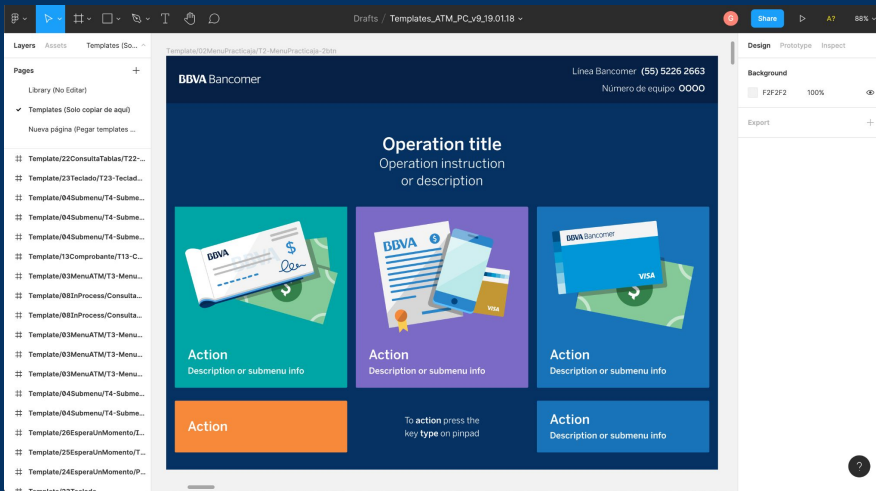 Drafts / Templates_ATM_PC_v9_19.01.18
G
Share
A?
88%
Layers
Assets
Templates (So...
Pages
Library (No Editar)
Templates (Solo copiar de aquí)
Nueva página (Pegar templates ...
Template/22ConsultaTablas/T22-...
Template/23Teclado/T23-Teclad...
Template/04Submenu/T4-Subme...
Template/04Submenu/T4-Subme...
Template/04Submenu/T4-Subme...
Template/13Comprobante/T13-C...
Template/03MenuATM/T3-Menu...
Template/08InProcess/Consulta...
Template/08InProcess/Consulta...
Template/03MenuATM/T3-Menu...
Template/03MenuATM/T3-Menu...
Template/03MenuATM/T3-Menu...
Template/04Submenu/T4-Subme...
Template/04Submenu/T4-Subme...
Template/26EsperaUnMomento/I...
Template/25EsperaUnMomento/T...
Template/24EsperaUnMomento/P...
Template/02MenuPracticaja/T2-MenuPracticaja-2btn
BBVA Bancomer
Línea Bancomer (55) 5226 2663
Número de equipo 0000
Operation title
Operation instruction
or description
BBVA
$
BBVA
$
Action
Description or submenu info
BBVA
$
VISA
Action
Description or submenu info
BBVA Bancomer
VISA
$
Action
Description or submenu info
Action
To action press the
key type on pinpad
Action
Description or submenu info
Design
Prototype
Inspect
Background
F2F2F2
100%
Export
?